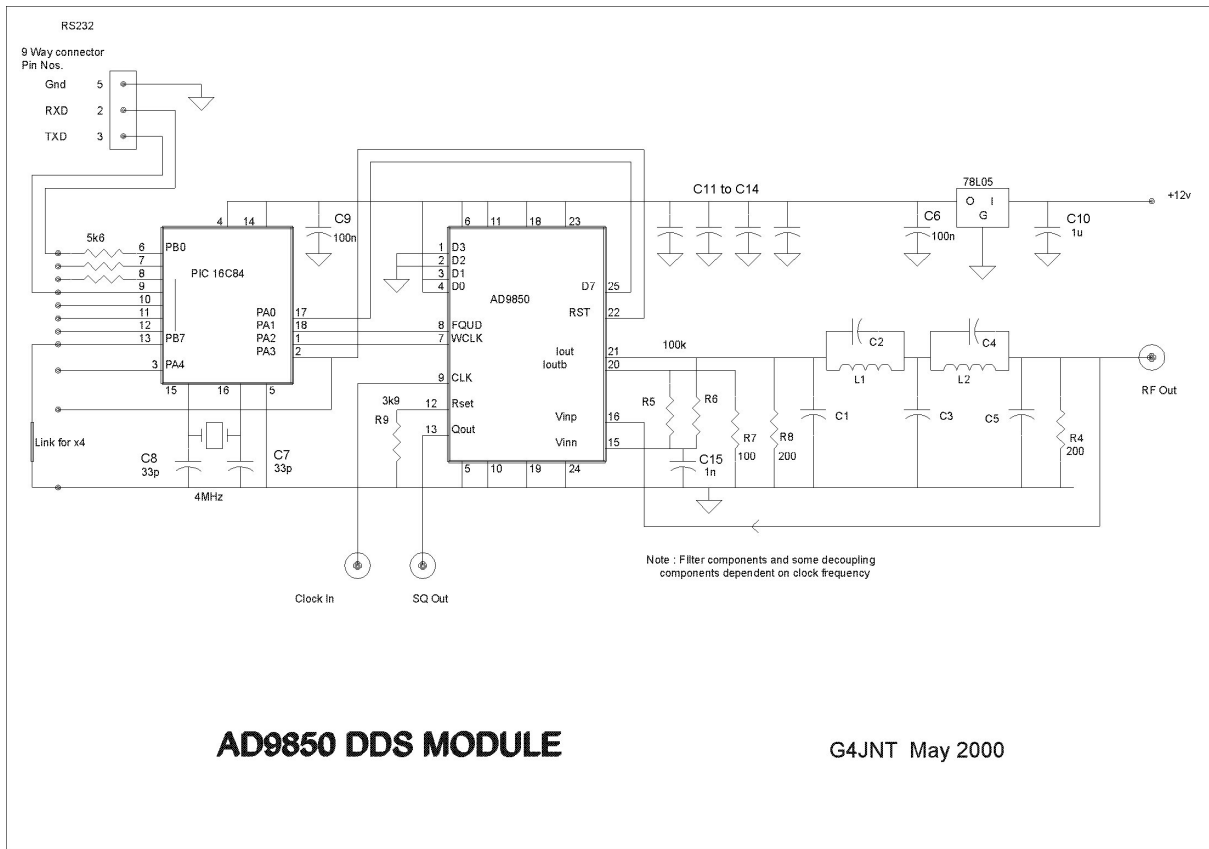 RS232
9 Way connector
Pin Nos.
Gnd 5
RXD 2
TXD 3
4 14
C9
100n
6 11 18 23
C11 to C14
C6
100n
78L05
O I
G
C10
1u
+12v
5k6
6 PB0
7
8
9
10
11
12
13 PB7
3 PA4
PIC 16C84
PA0 17
PA1 18
PA2 1
PA3 2
15 16 5
1 D3
2 D2
3 D1
4 D0
AD9850
D7 25
RST 22
8 FQUD
7 WCLK
Iout 21
Ioutb 20
9 CLK
12 Rset
13 Qout
Vinp 16
Vinn 15
5 10 19 24
100k
3k9
R9
R5
R6
C15
1n
R7
100
R8
200
C2
L1
C4
L2
C1
C3
C5
R4
200
RF Out
Link for x4
C8
33p
C7
33p
4MHz
Clock In
SQ Out
Note : Filter components and some decoupling
components dependent on clock frequency
AD9850 DDS MODULE
G4JNT May 2000